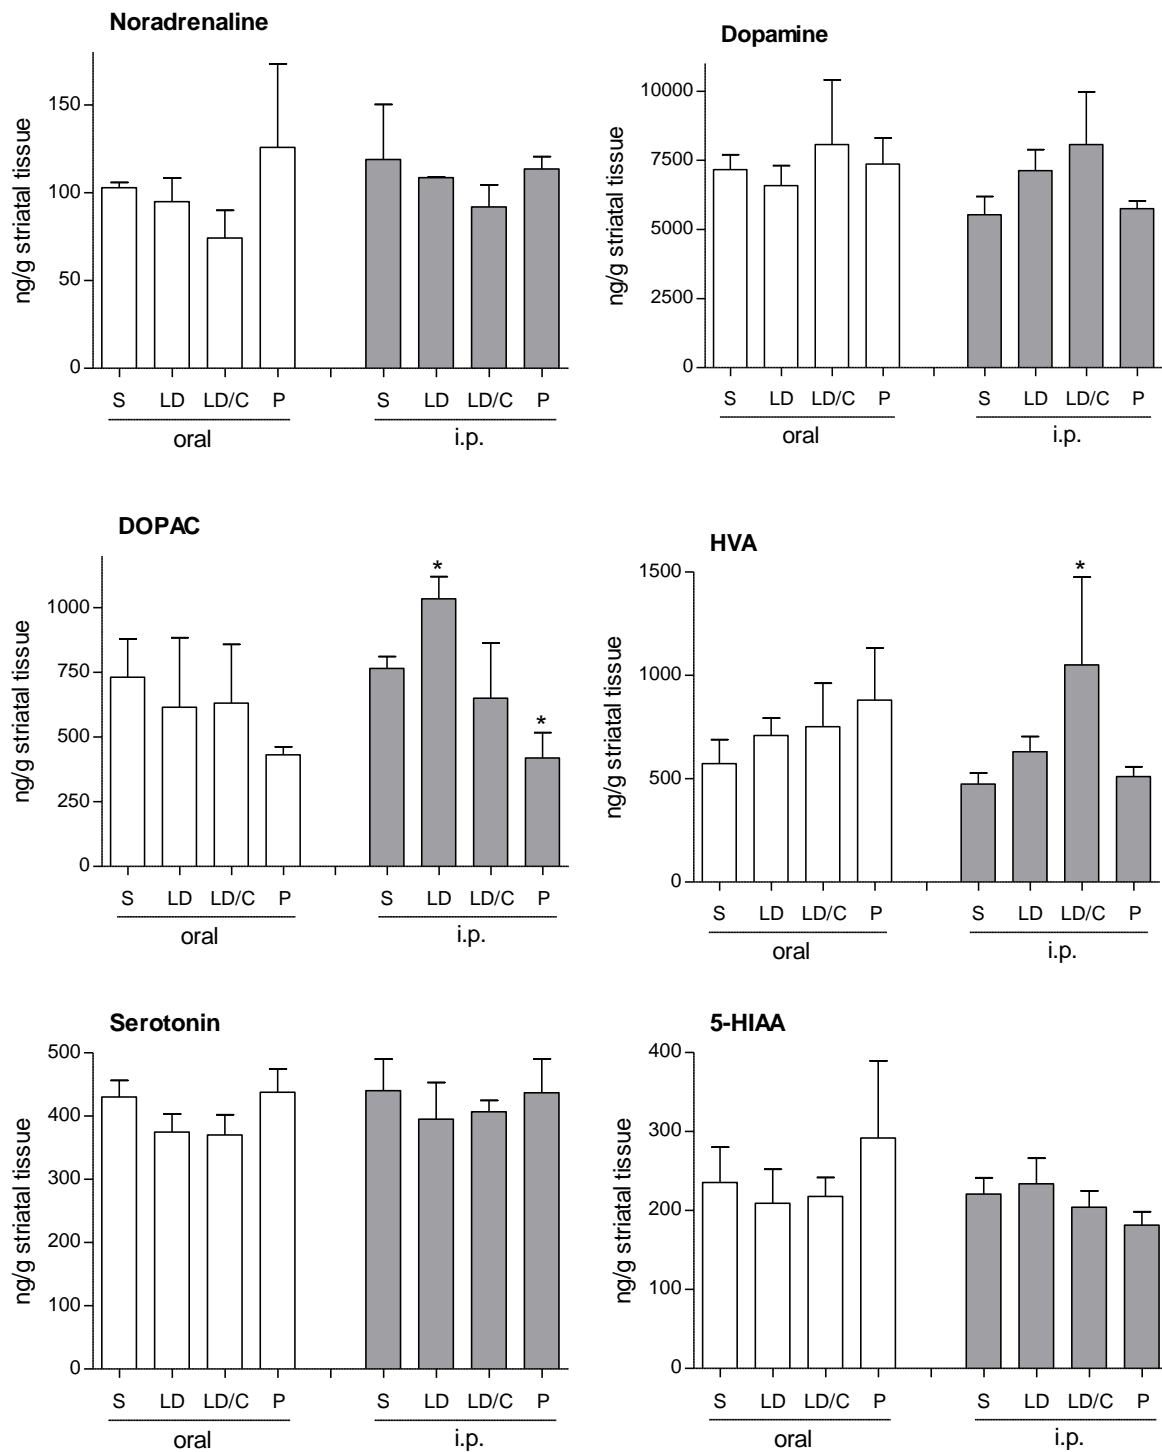 Noradrenaline
ng/g striatal tissue
150
100
50
0
S LD LD/C P S LD LD/C P
oral i.p.
Dopamine
ng/g striatal tissue
10000
7500
5000
2500
0
S LD LD/C P S LD LD/C P
oral i.p.
DOPAC
ng/g striatal tissue
1000
750
500
250
0
* *
S LD LD/C P S LD LD/C P
oral i.p.
HVA
ng/g striatal tissue
1500
1000
500
0
*
S LD LD/C P S LD LD/C P
oral i.p.
Serotonin
ng/g striatal tissue
500
400
300
200
100
0
S LD LD/C P S LD LD/C P
oral i.p.
5-HIAA
ng/g striatal tissue
400
300
200
100
0
S LD LD/C P S LD LD/C P
oral i.p.